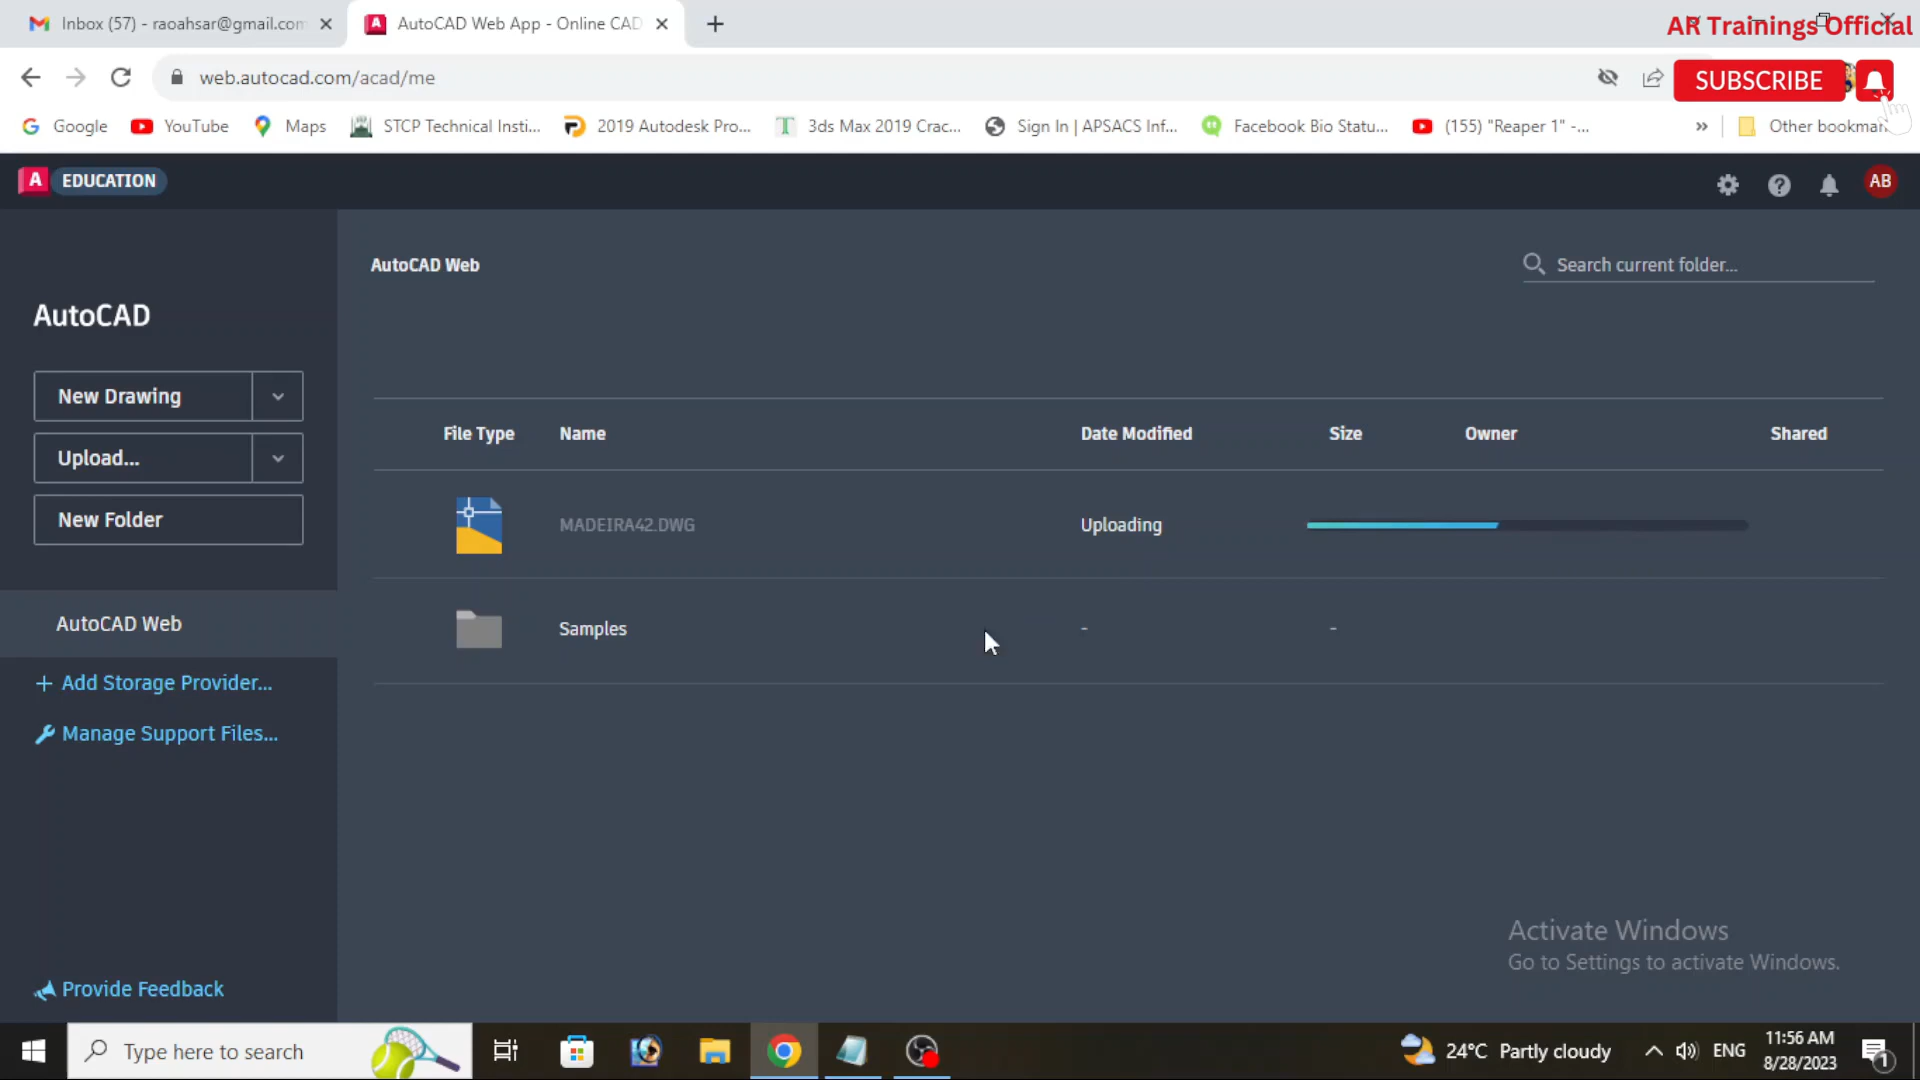 Inbox (57) - raoahsar@gmail.com
AutoCAD Web App - Online CAD
AR Trainings Official
web.autocad.com/acad/me
SUBSCRIBE
Google
YouTube
Maps
STCP Technical Insti...
2019 Autodesk Pro...
3ds Max 2019 Crac...
Sign In | APSACS Inf...
Facebook Bio Statu...
(155) "Reaper 1" -...
»
Other bookmar
A EDUCATION
AB
AutoCAD Web
Search current folder...
AutoCAD
New Drawing
Upload...
New Folder
File Type Name Date Modified Size Owner Shared
MADEIRA42.DWG Uploading
Samples - -
AutoCAD Web
+ Add Storage Provider...
Manage Support Files...
Activate Windows
Go to Settings to activate Windows.
Provide Feedback
Type here to search
24°C Partly cloudy
ENG
11:56 AM
8/28/2023
1